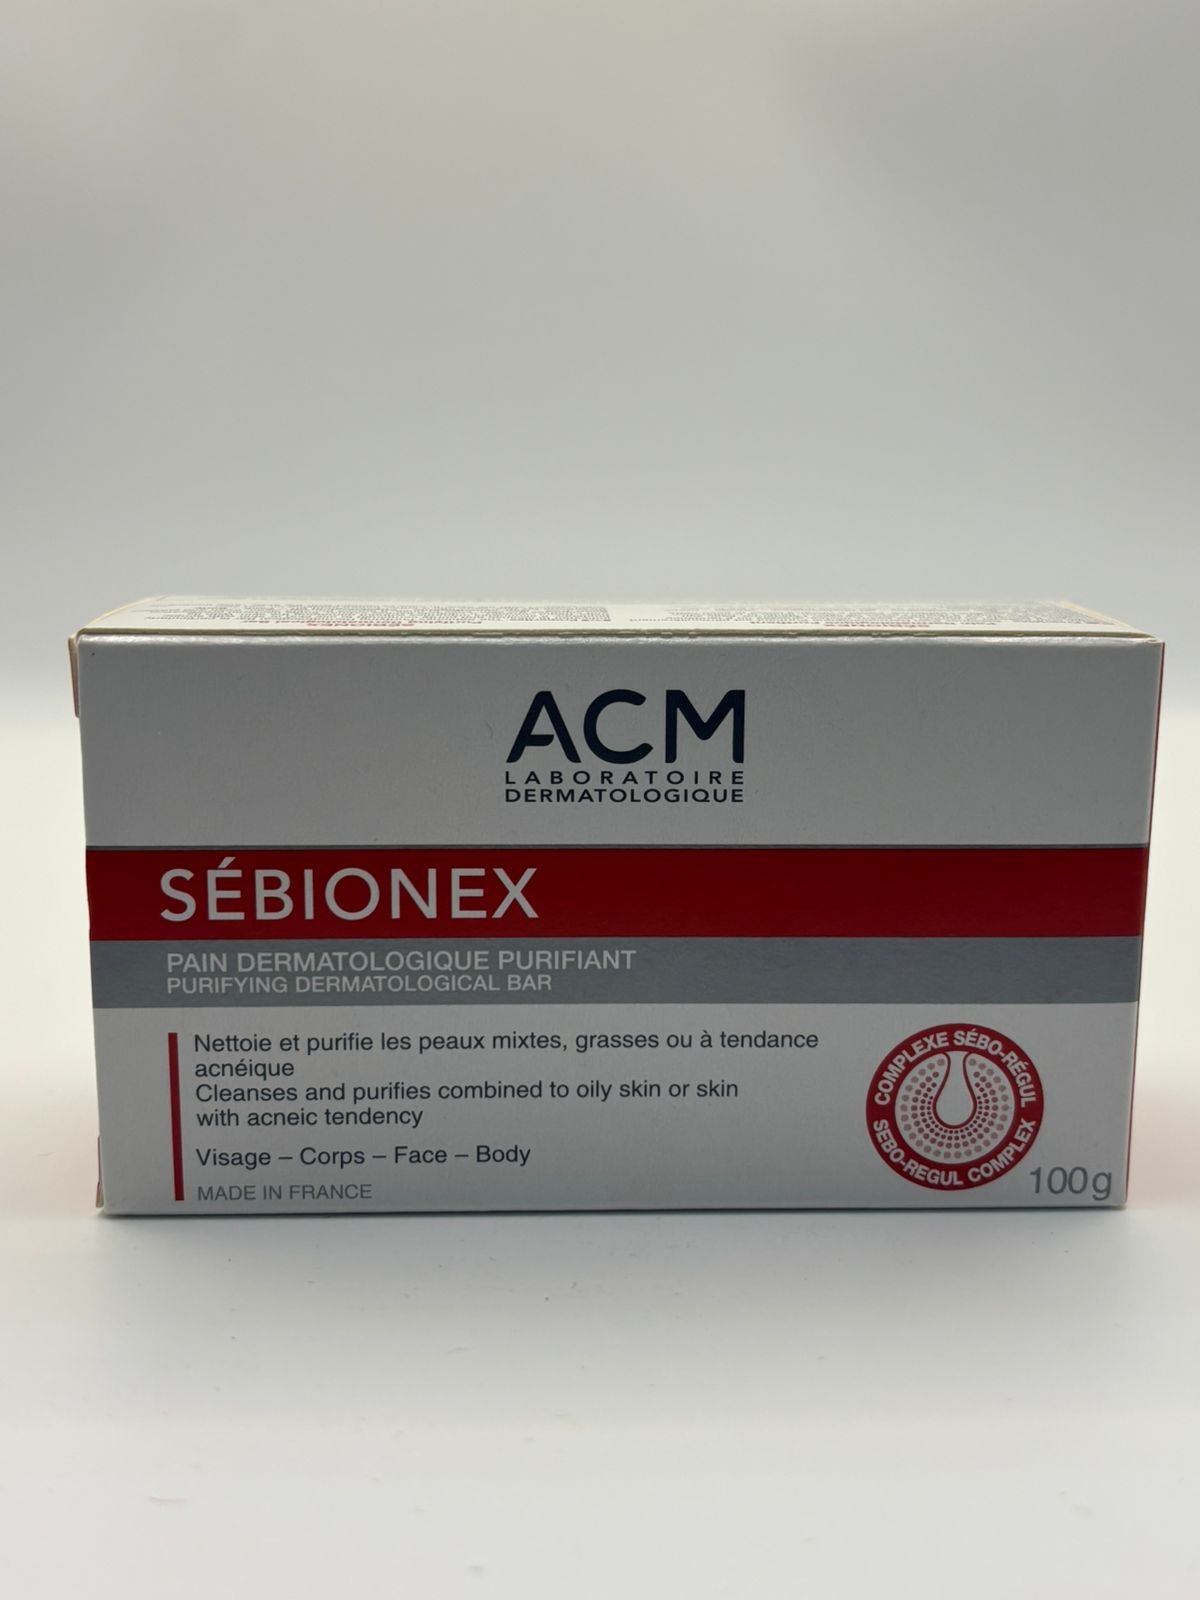 ACM
LABORATOIRE
DERMATOLOGIQUE
SÉBIONEX
PAIN DERMATOLOGIQUE PURIFIANT
PURIFYING DERMATOLOGICAL BAR
Nettoie et purifie les peaux mixtes, grasses ou à tendance
acnéique
Cleanses and purifies combined to oily skin or skin
with acneic tendency
Visage – Corps – Face – Body
MADE IN FRANCE
COMPLEXE SÉBO-RÉGUL
SEBO-REGUL COMPLEX
100g